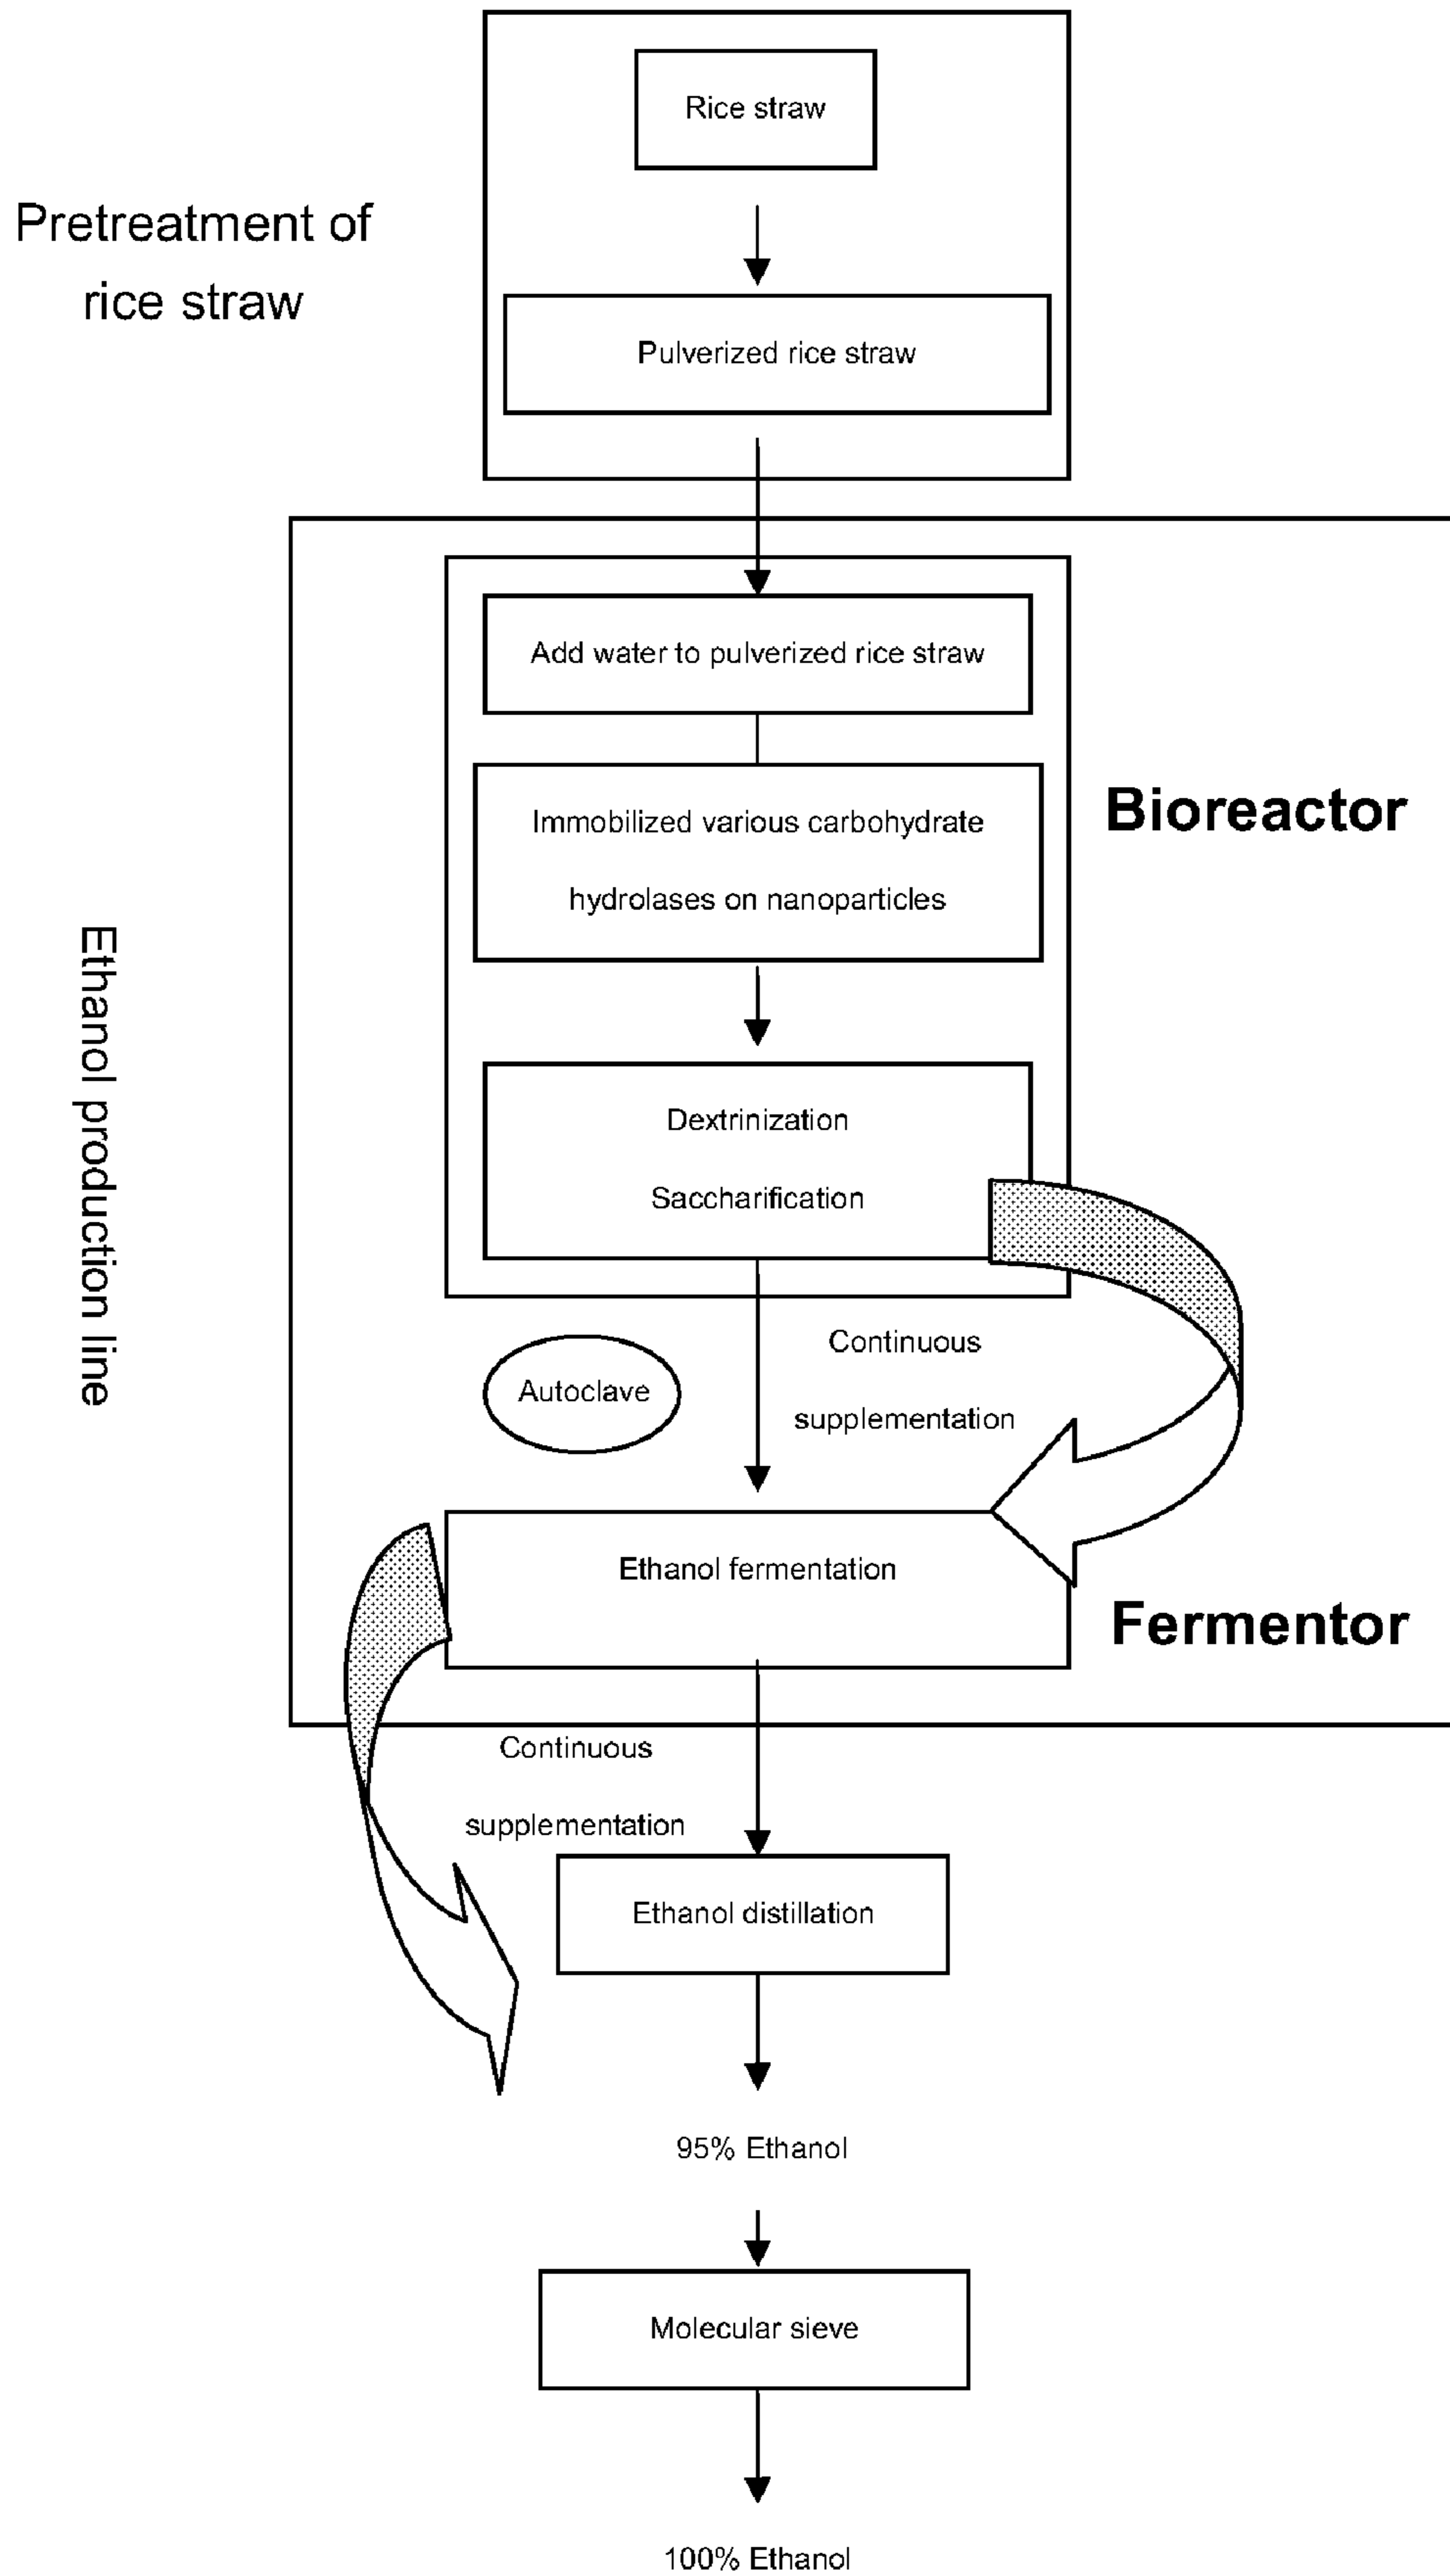 Rice straw
Pretreatment of
rice straw
Pulverized rice straw
Add water to pulverized rice straw
Bioreactor
Immobilized various carbohydrate
hydrolases on nanoparticles
Ethanol production line
Dextrinization
Saccharification
Continuous
supplementation
Autoclave
Ethanol fermentation
Fermentor
Continuous
supplementation
Ethanol distillation
95% Ethanol
Molecular sieve
100% Ethanol